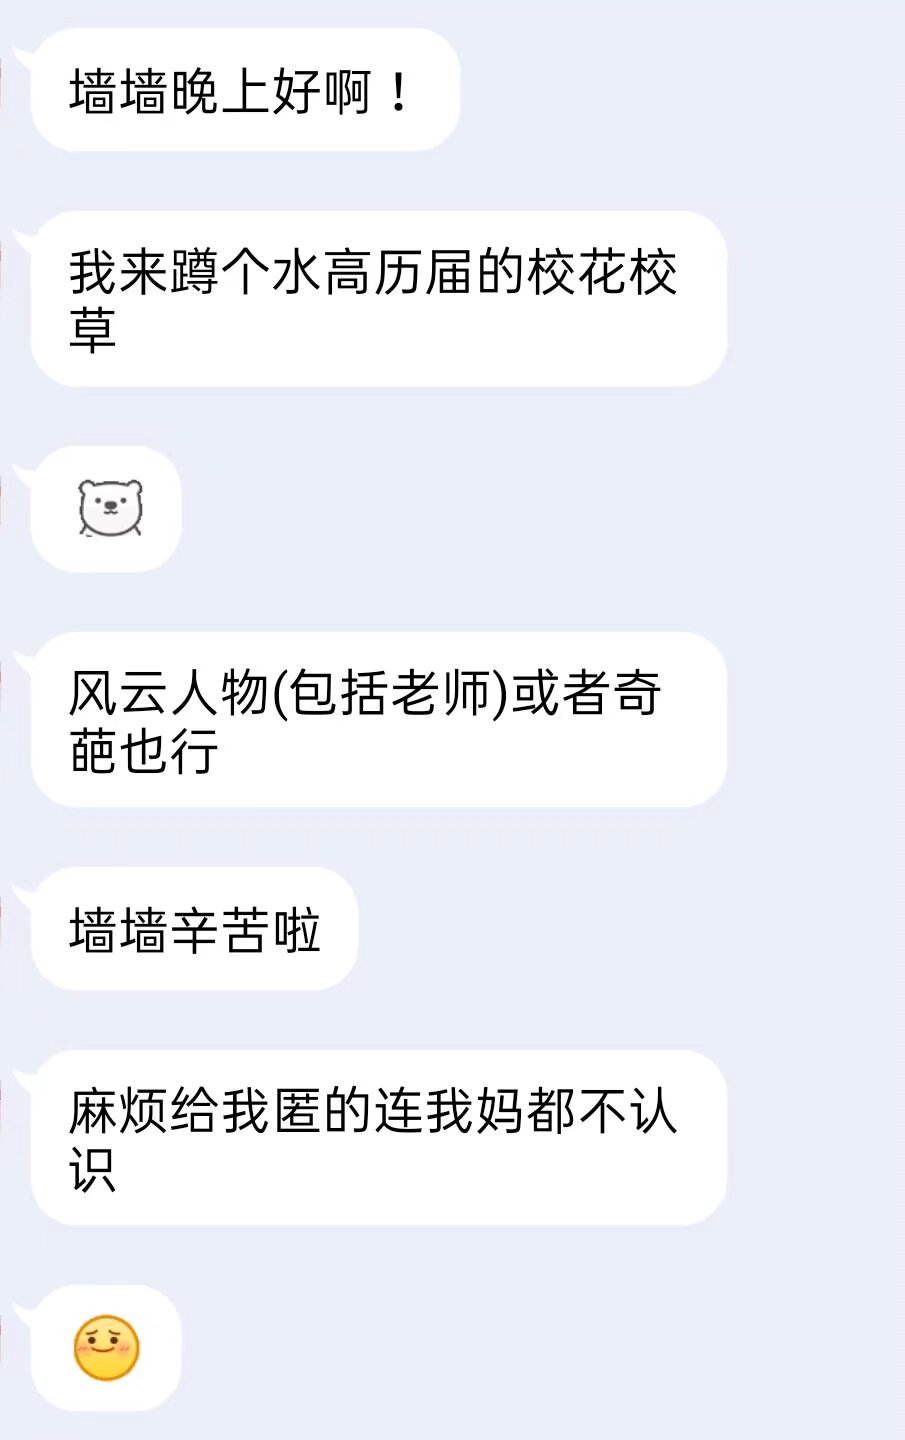 墙墙晚上好啊！
我来蹲个水高历届的校花校
草
风云人物(包括老师)或者奇
葩也行
墙墙辛苦啦
麻烦给我匿的连我妈都不认
识